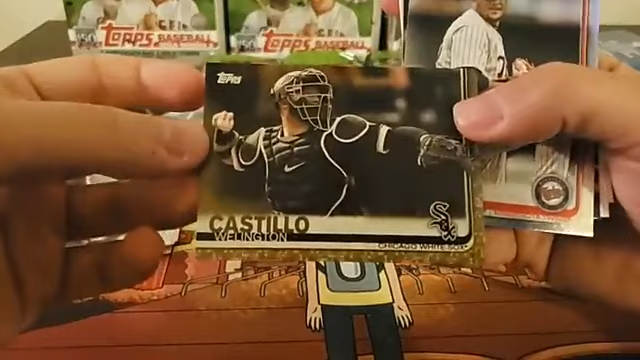 Topps BASEBALL
Topps BASEBALL
Topps
CASTILLO
WELINGTON
SOX
CHICAGO WHITE SOX